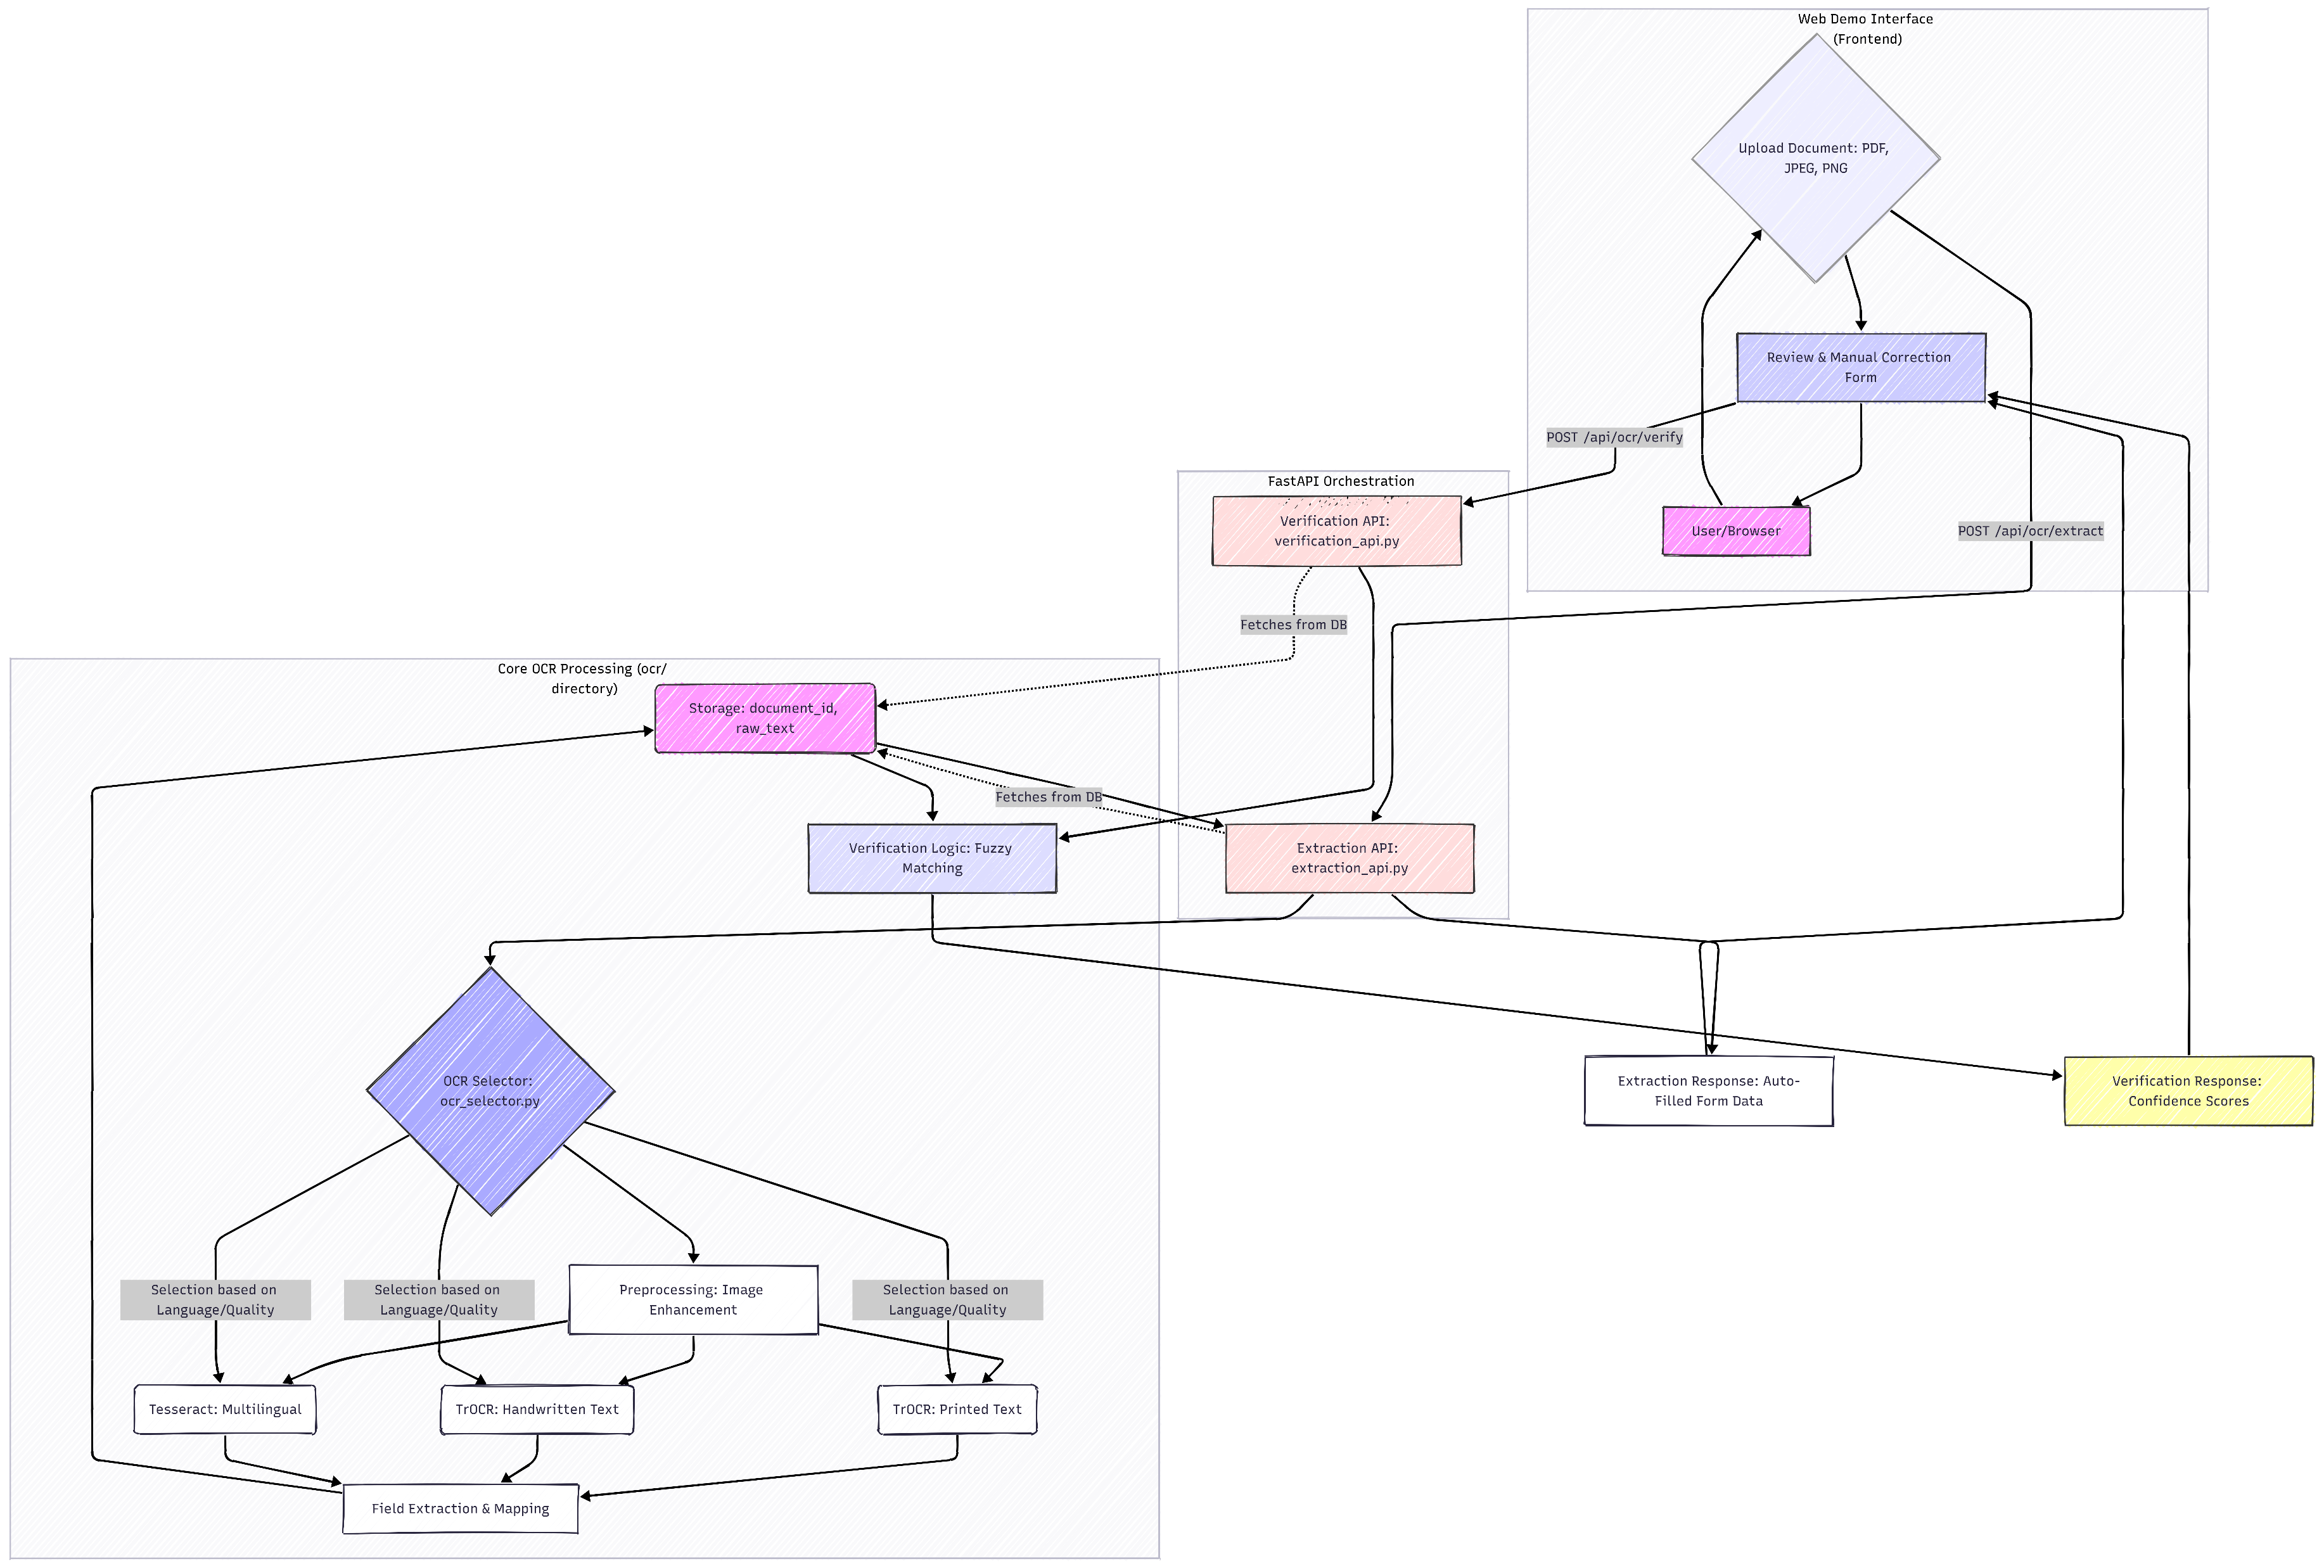 Web Demo Interface
(Frontend)
Upload Document: PDF,
JPEG, PNG
Review & Manual Correction
Form
POST /api/ocr/verify
User/Browser
POST /api/ocr/extract
FastAPI Orchestration
Verification API:
verification_api.py
Fetches from DB
Core OCR Processing (ocr/
directory)
Storage: document_id,
raw_text
Fetches from DB
Verification Logic: Fuzzy
Matching
Extraction API:
extraction_api.py
OCR Selector:
ocr_selector.py
Extraction Response: Auto-
Filled Form Data
Verification Response:
Confidence Scores
Selection based on
Language/Quality
Selection based on
Language/Quality
Preprocessing: Image
Enhancement
Selection based on
Language/Quality
Tesseract: Multilingual
TrOCR: Handwritten Text
TrOCR: Printed Text
Field Extraction & Mapping